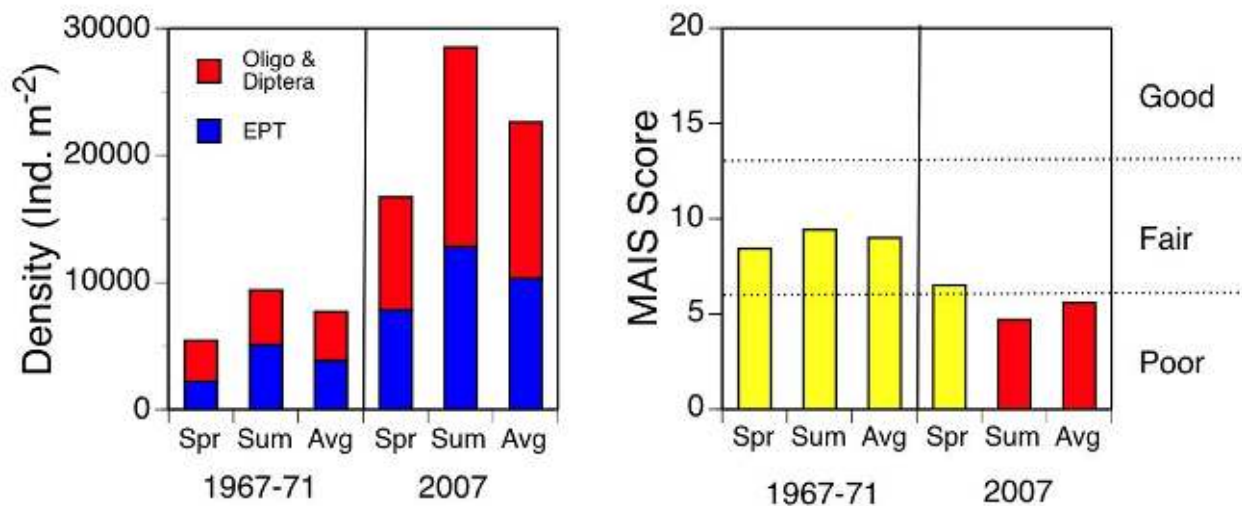 Density (Ind. m-2)
30000
20000
10000
0
Oligo &
Diptera
EPT
Spr Sum Avg Spr Sum Avg
1967-71 2007
MAIS Score
20
15
10
5
0
Good
Fair
Poor
Spr Sum Avg Spr Sum Avg
1967-71 2007